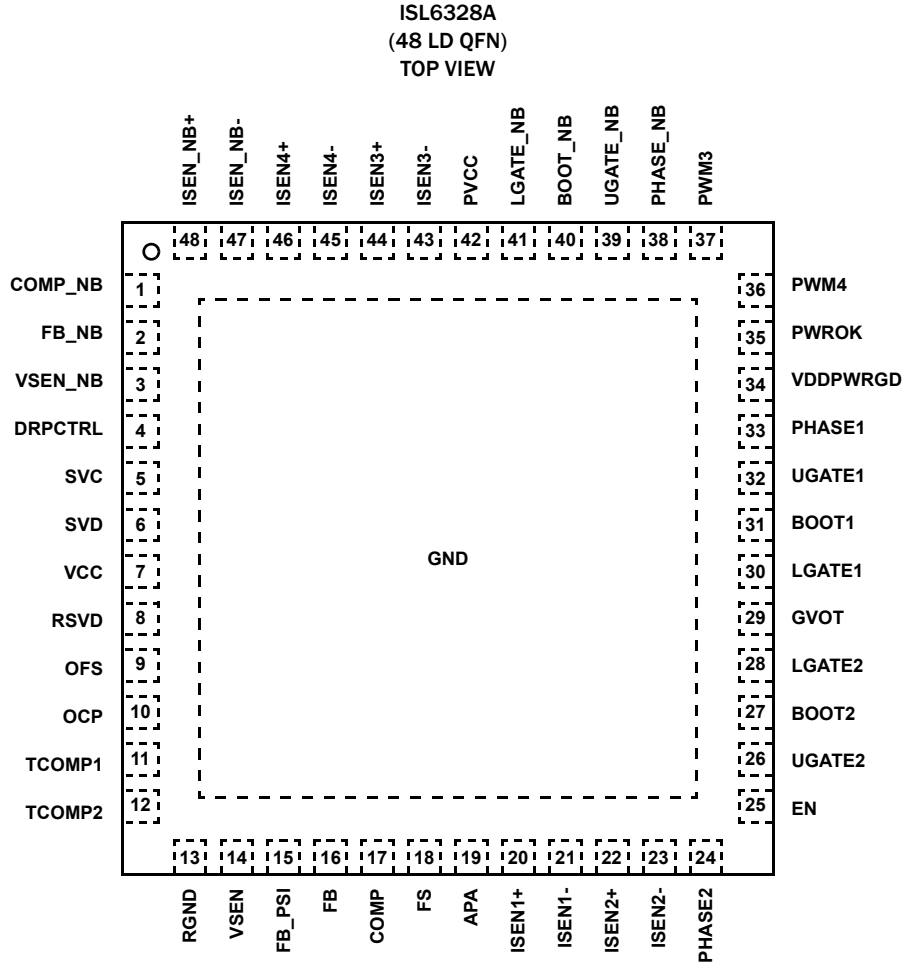 ISL6328A
(48 LD QFN)
TOP VIEW
ISEN_NB+
ISEN_NB-
ISEN4+
ISEN4-
ISEN3+
ISEN3-
PVCC
LGATE_NB
BOOT_NB
UGATE_NB
PHASE_NB
PWM3
48 47 46 45 44 43 42 41 40 39 38 37
COMP_NB 1 36 PWM4
FB_NB 2 35 PWROK
VSEN_NB 3 34 VDDPWRGD
DRPCTRL 4 33 PHASE1
SVC 5 32 UGATE1
SVD 6 31 BOOT1
GND
VCC 7 30 LGATE1
RSVD 8 29 GVOT
OFS 9 28 LGATE2
OCP 10 27 BOOT2
TCOMP1 11 26 UGATE2
TCOMP2 12 25 EN
13 14 15 16 17 18 19 20 21 22 23 24
RGND
VSEN
FB_PSI
FB
COMP
FS
APA
ISEN1+
ISEN1-
ISEN2+
ISEN2-
PHASE2